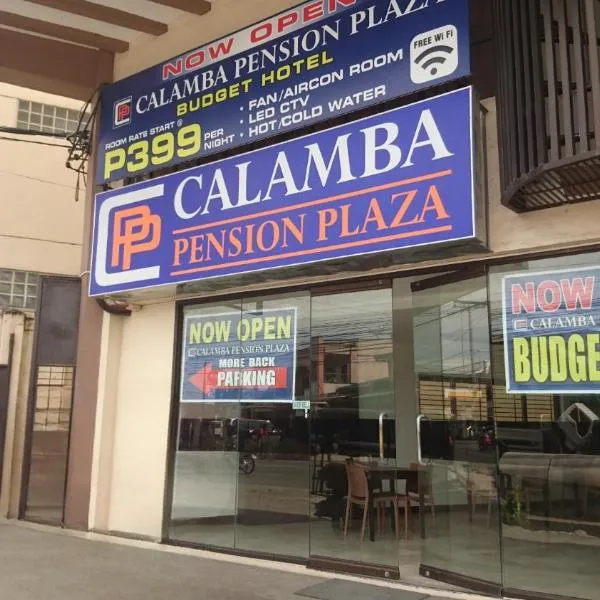 NOW OPEN
CALAMBA PENSION PLAZA
BUDGET HOTEL
ROOM RATE START @
P399 PER NIGHT
• FAN/AIRCON ROOM
• LED CTV
• HOT/COLD WATER
FREE Wi Fi
CPP
CALAMBA
PENSION PLAZA
NOW OPEN
CALAMBA PENSION PLAZA
MORE BACK
PARKING
NOW
CALAMBA
BUDGE